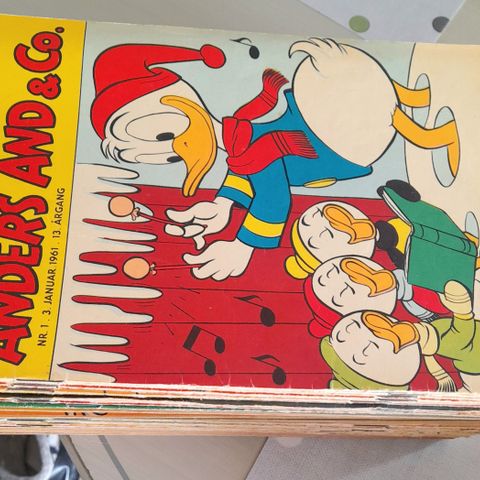 ANDERS AND & Co.
NR. 1. 3. JANUAR 1961. 13. ÅRGANG